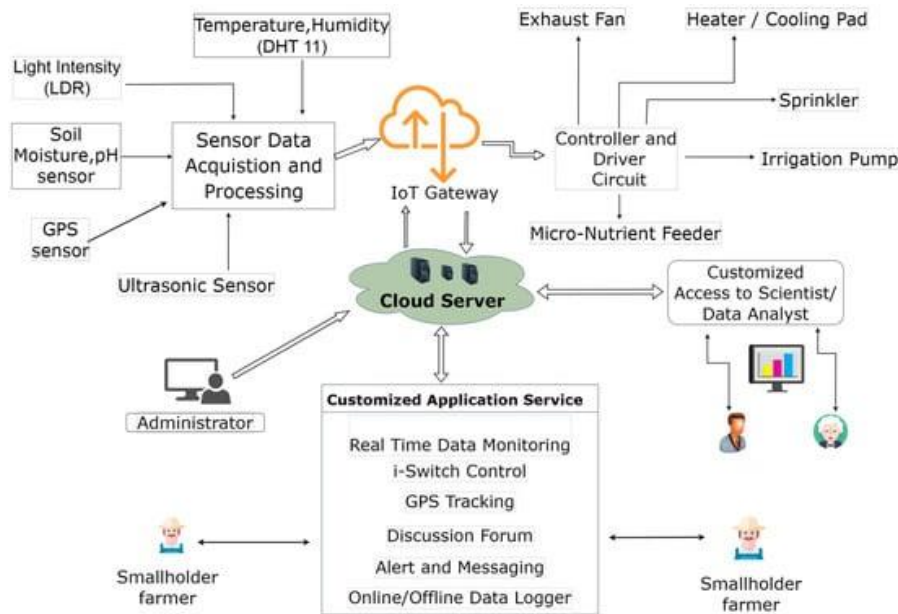 Temperature,Humidity
(DHT 11)
Light Intensity
(LDR)
Soil
Moisture,pH
sensor
GPS
sensor
Ultrasonic Sensor
Sensor Data
Acquistion and
Processing
IoT Gateway
Exhaust Fan
Heater / Cooling Pad
Sprinkler
Controller and
Driver
Circuit
Irrigation Pump
Micro-Nutrient Feeder
Cloud Server
Customized
Access to Scientist/
Data Analyst
Administrator
Customized Application Service
Real Time Data Monitoring
i-Switch Control
GPS Tracking
Discussion Forum
Alert and Messaging
Online/Offline Data Logger
Smallholder
farmer
Smallholder
farmer